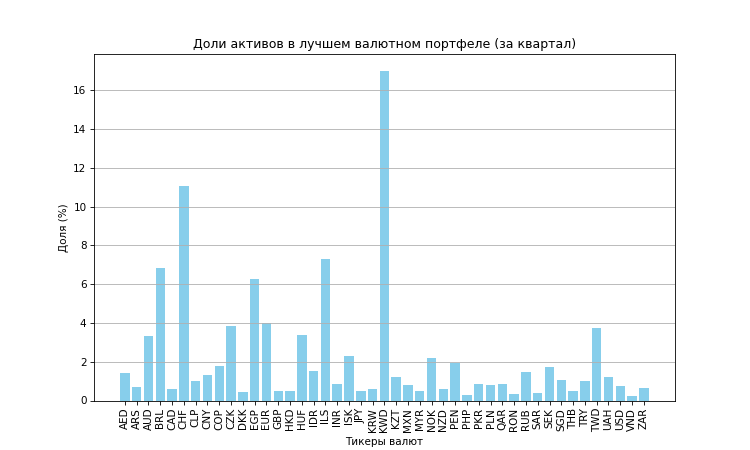 Доли активов в лучшем валютном портфеле (за квартал)
Доля (%)
16
14
12
10
8
6
4
2
0
AED ARS AUD BRL CAD CHF CLP CNY COP CZK DKK EGP EUR GBP HKD HUF IDR ILS INR ISK JPY KRW KWD KZT MXN MYR NOK NZD PEN PHP PKR PLN QAR RON RUB SAR SEK SGD THB TRY TWD UAH USD VND ZAR
Тикеры валют